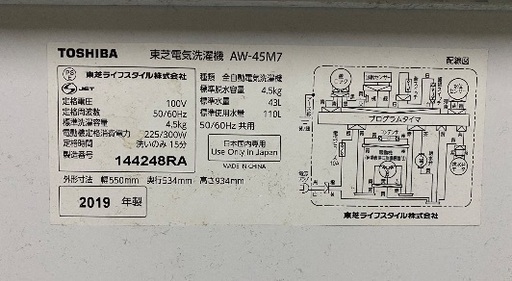 TOSHIBA 東芝電気洗濯機 AW-45M7
PS E
JET
東芝ライフスタイル株式会社
定格電圧 100V
定格周波数 50/60Hz
標準洗濯容量 4.5kg
電動機定格消費電力 225/300W
定格時間 洗いのみ 15分
製造番号
144248RA
種類 全自動電気洗濯機
標準脱水容量 4.5kg
標準水量 43L
標準使用水量 110L
50/60Hz 共用
日本国内専用
Use Only In Japan
MADE IN CHINA
外形寸法 幅550mm 奥行534mm 高さ934mm
2019 年製
配線図
プログラムタイマ
東芝ライフスタイル株式会社